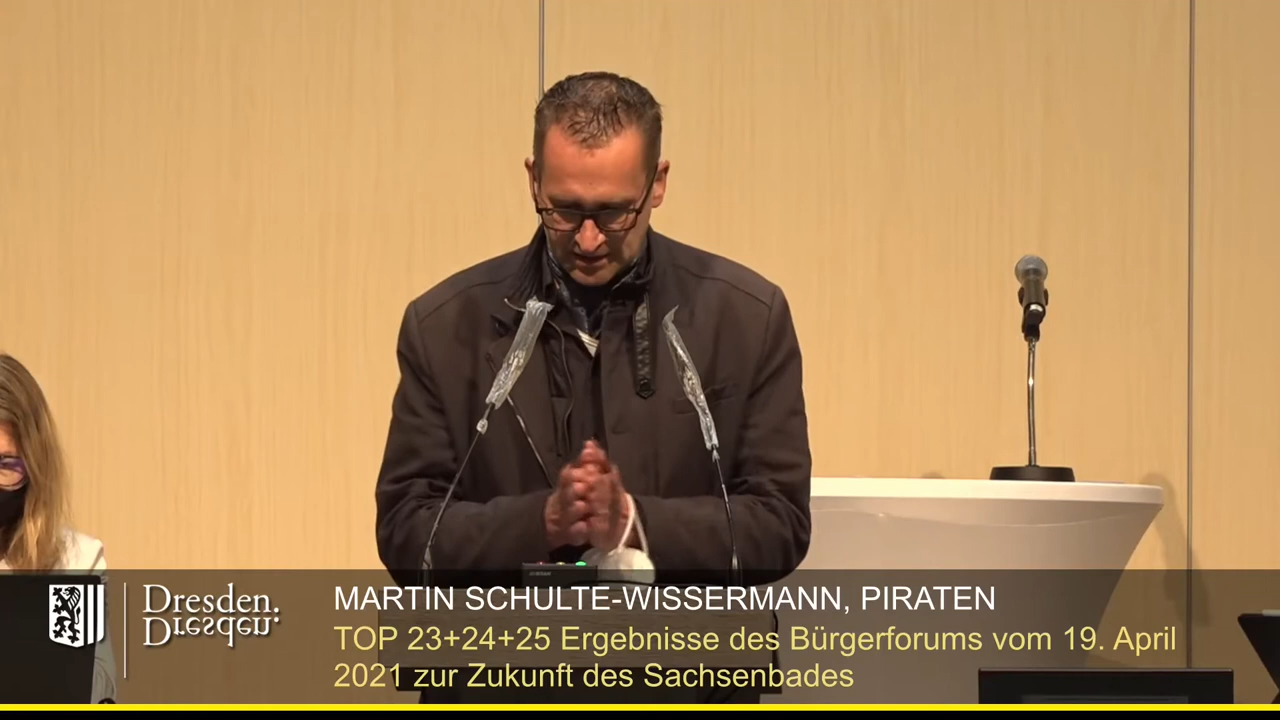 Dresden.
Dresden.
MARTIN SCHULTE-WISSERMANN, PIRATEN
TOP 23+24+25 Ergebnisse des Bürgerforums vom 19. April
2021 zur Zukunft des Sachsenbades